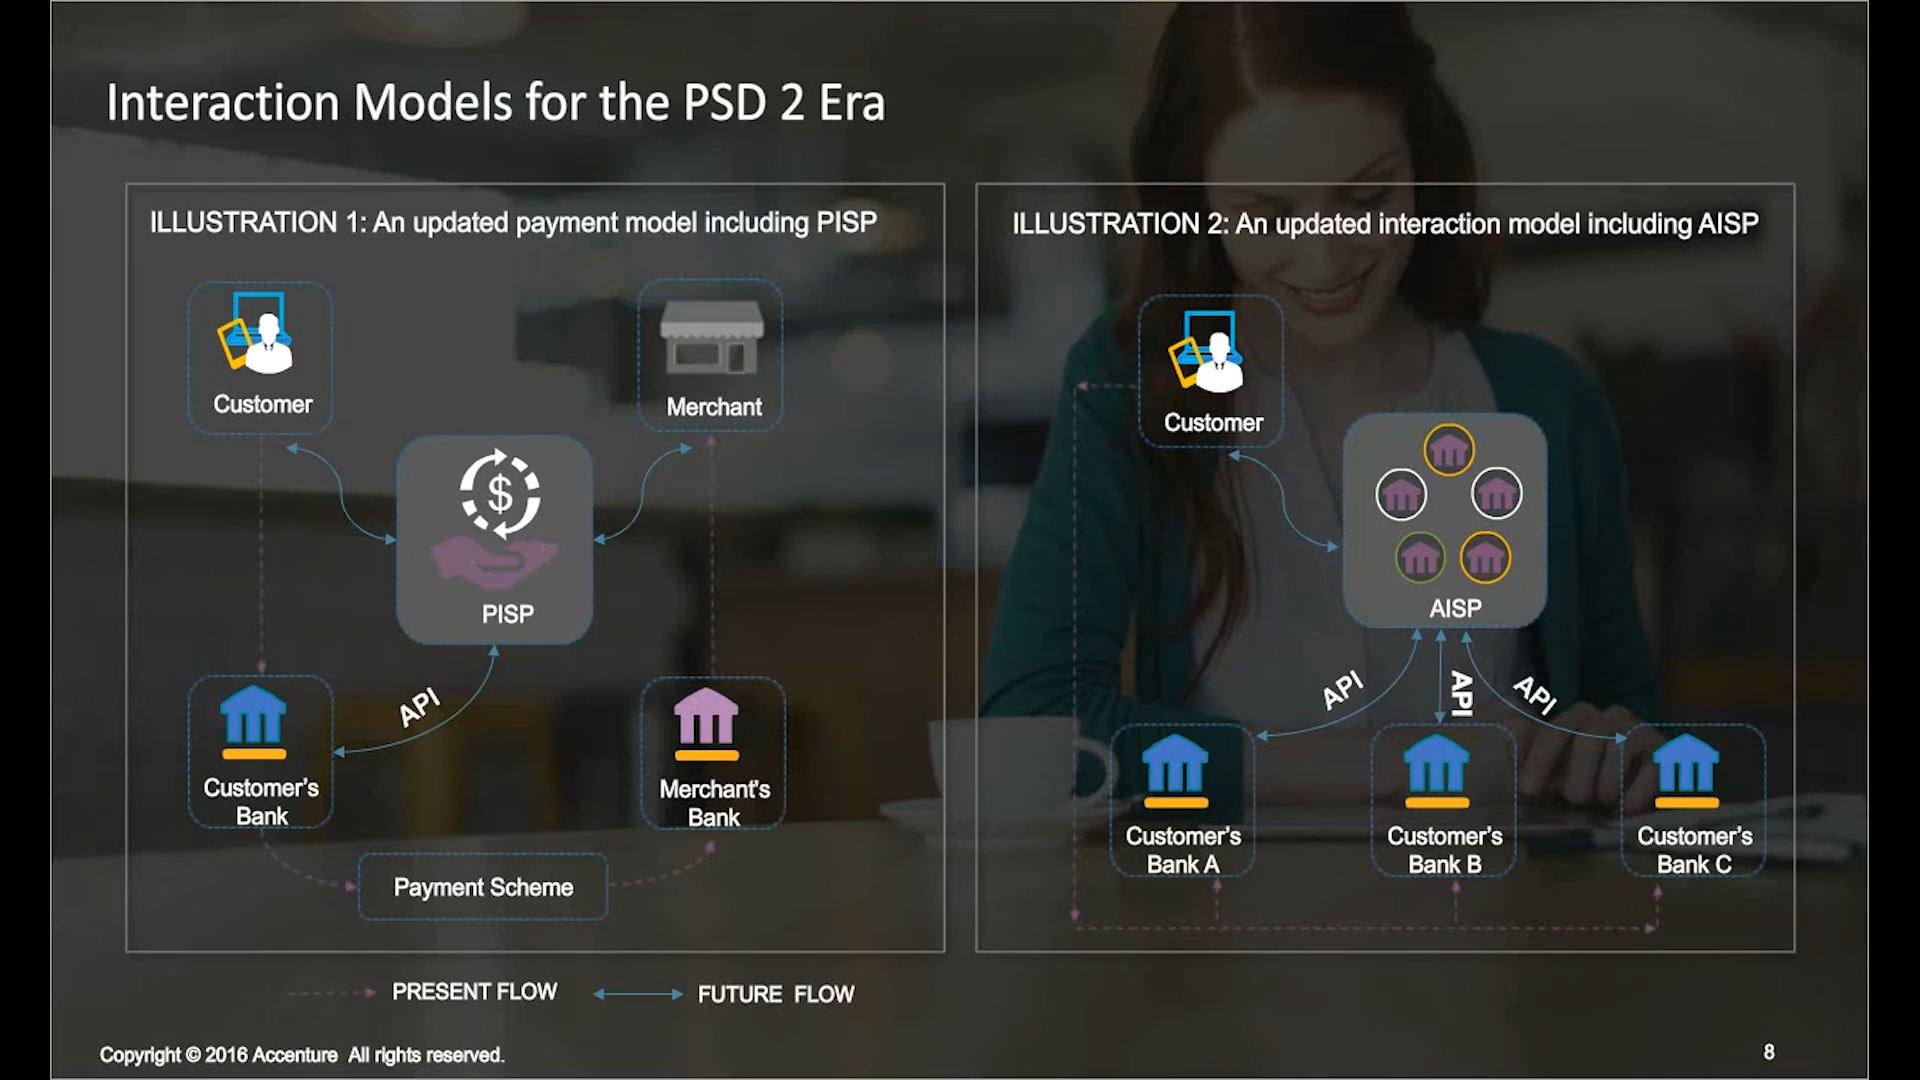 Interaction Models for the PSD 2 Era
ILLUSTRATION 1: An updated payment model including PISP
Customer
Merchant
$
PISP
API
Customer's
Bank
Merchant's
Bank
Payment Scheme
ILLUSTRATION 2: An updated interaction model including AISP
Customer
AISP
API
API
API
Customer's
Bank A
Customer's
Bank B
Customer's
Bank C
PRESENT FLOW
FUTURE FLOW
Copyright © 2016 Accenture All rights reserved.
8